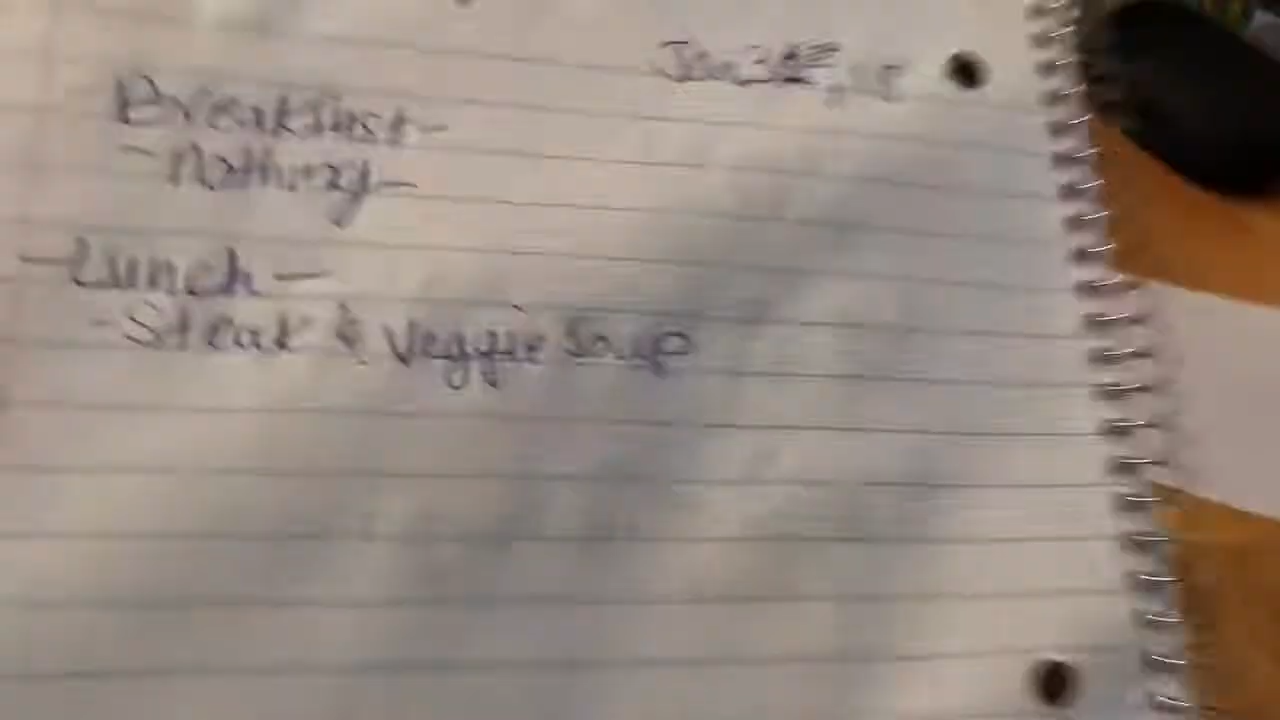 Breakfast-
- Nothing -
- Lunch -
- Steak & Veggie Soup